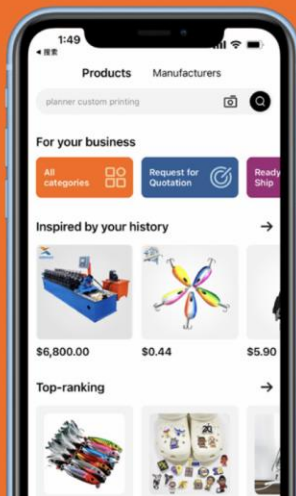 1:49
◀ 搜索
Products Manufacturers
planner custom printing
For your business
All
categories
Request for
Quotation
Ready
Ship
Inspired by your history →
$6,800.00 $0.44 $5.90
Top-ranking →